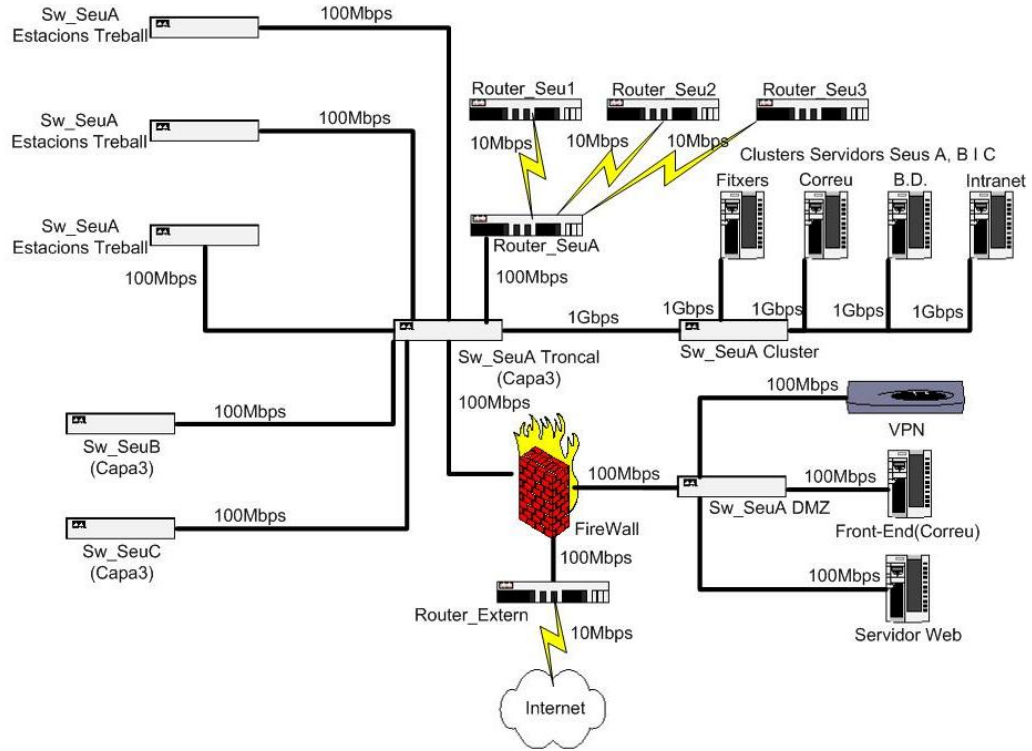 Sw_SeuA
Estacions Treball
100Mbps
Sw_SeuA
Estacions Treball
100Mbps
Sw_SeuA
Estacions Treball
100Mbps
Router_Seu1
Router_Seu2
Router_Seu3
10Mbps
10Mbps
10Mbps
Router_SeuA
100Mbps
Clusters Servidors Seus A, B I C
Fitxers
Correu
B.D.
Intranet
1Gbps
1Gbps
1Gbps
1Gbps
1Gbps
Sw_SeuA Cluster
Sw_SeuA Troncal
(Capa3)
100Mbps
100Mbps
Sw_SeuB
(Capa3)
100Mbps
Sw_SeuC
(Capa3)
100Mbps
FireWall
100Mbps
Sw_SeuA DMZ
100Mbps
VPN
100Mbps
Front-End(Correu)
100Mbps
Servidor Web
100Mbps
Router_Extern
10Mbps
Internet